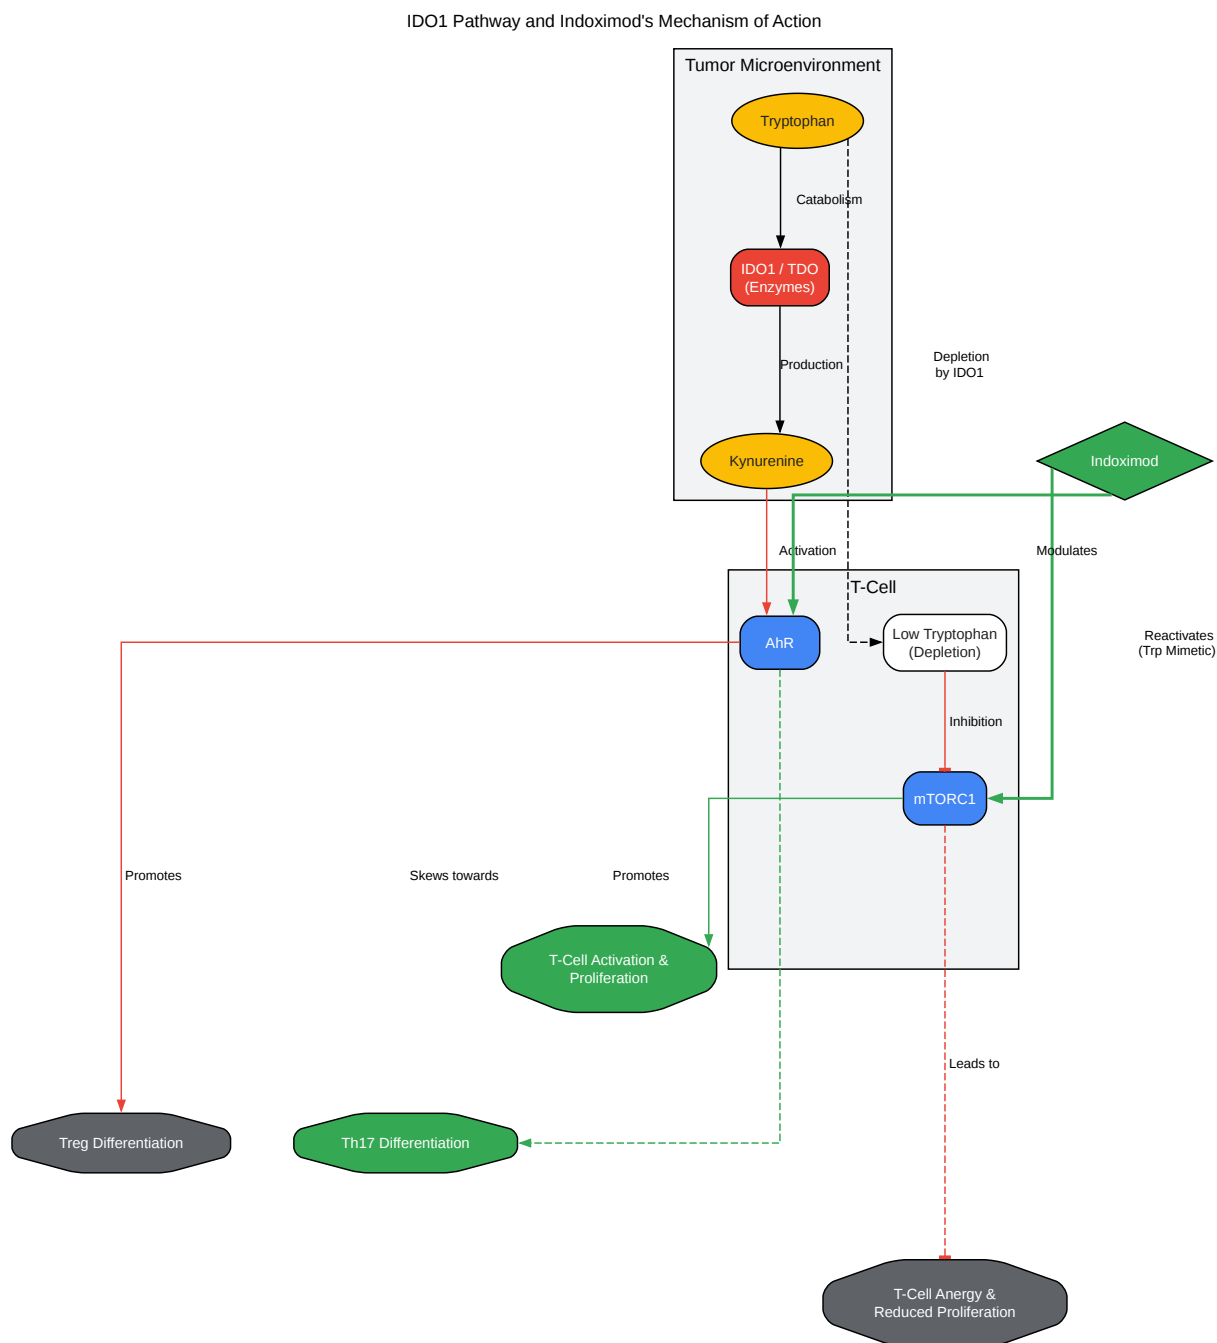 IDO1 Pathway and Indoximod's Mechanism of Action
Tumor Microenvironment
Tryptophan
Catabolism
IDO1 / TDO
(Enzymes)
Production
Depletion
by IDO1
Kynurenine
Indoximod
Activation
Modulates
T-Cell
Reactivates
(Trp Mimetic)
AhR
Low Tryptophan
(Depletion)
Inhibition
mTORC1
Promotes
Skews towards
Promotes
T-Cell Activation &
Proliferation
Leads to
Treg Differentiation
Th17 Differentiation
T-Cell Anergy &
Reduced Proliferation